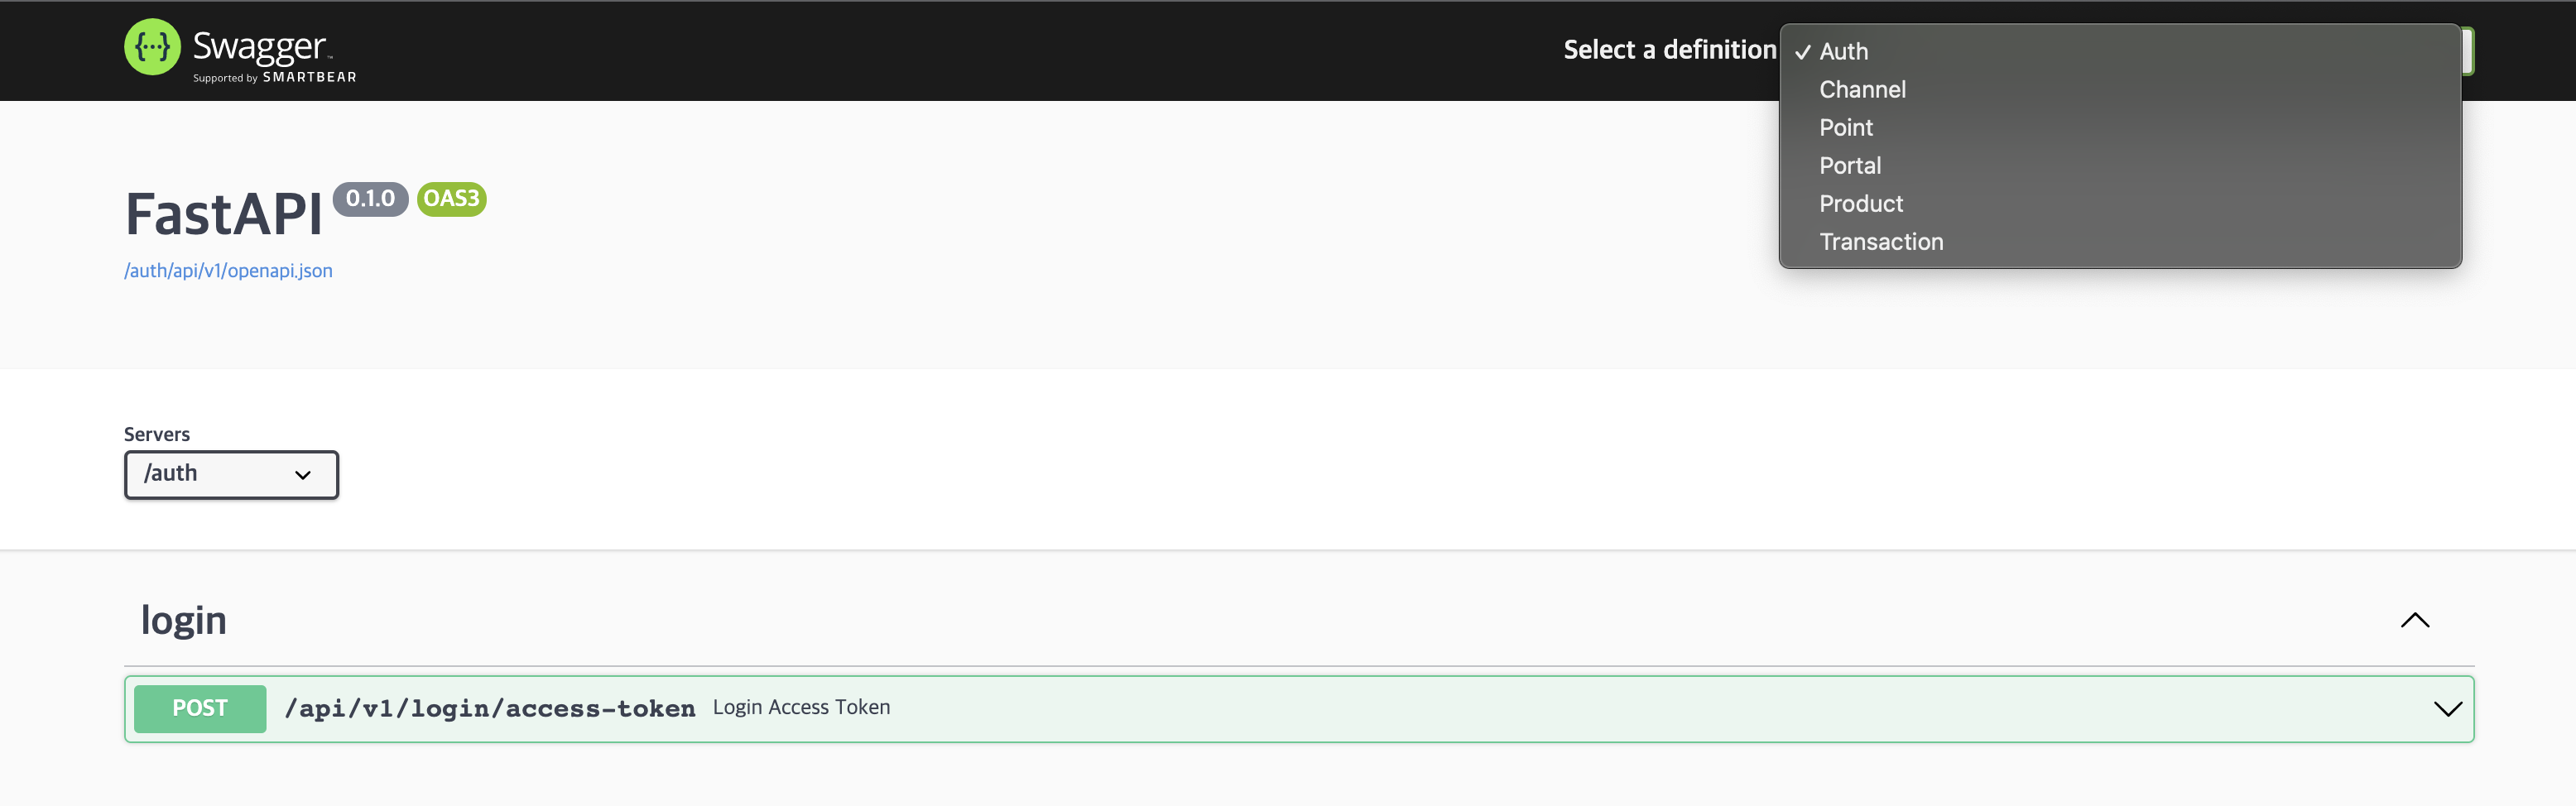 {···} Swagger™
Supported by SMARTBEAR
Select a definition
✓ Auth
Channel
Point
Portal
Product
Transaction
FastAPI 0.1.0 OAS3
/auth/api/v1/openapi.json
Servers
/auth
login
POST /api/v1/login/access-token Login Access Token